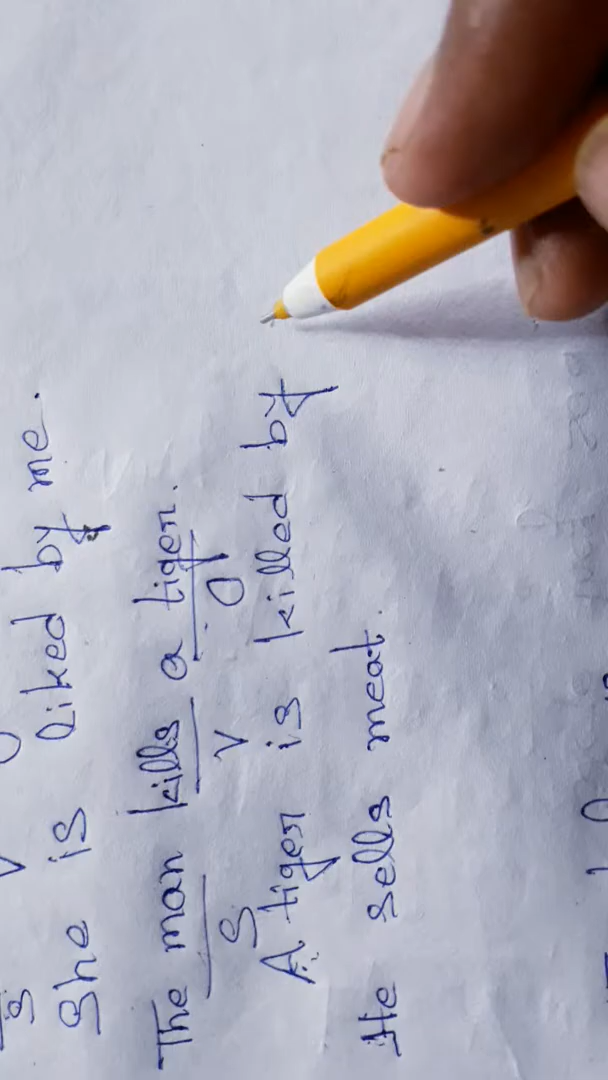 S V O
She is liked by me.
The man kills a tiger.
S V O
A tiger is killed by
He sells meat.